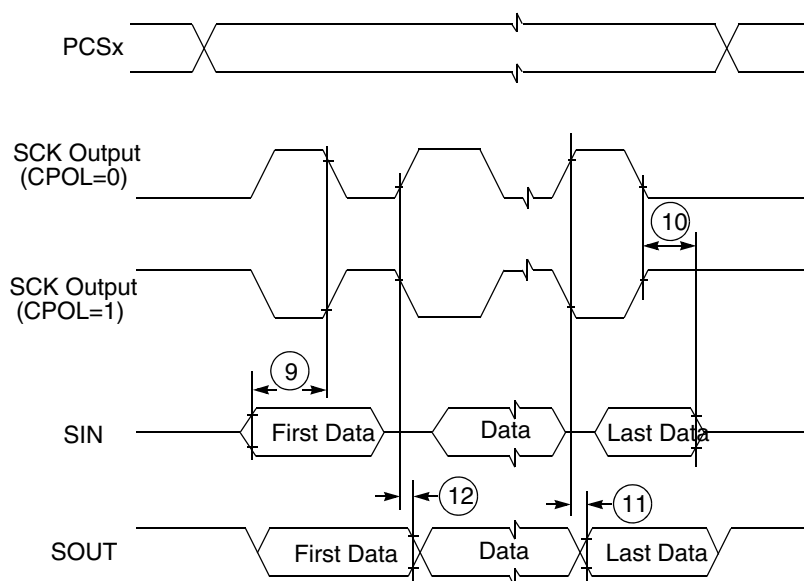 PCSx
SCK Output
(CPOL=0)
10
SCK Output
(CPOL=1)
9
SIN
First Data
Data
Last Data
12
11
SOUT
First Data
Data
Last Data